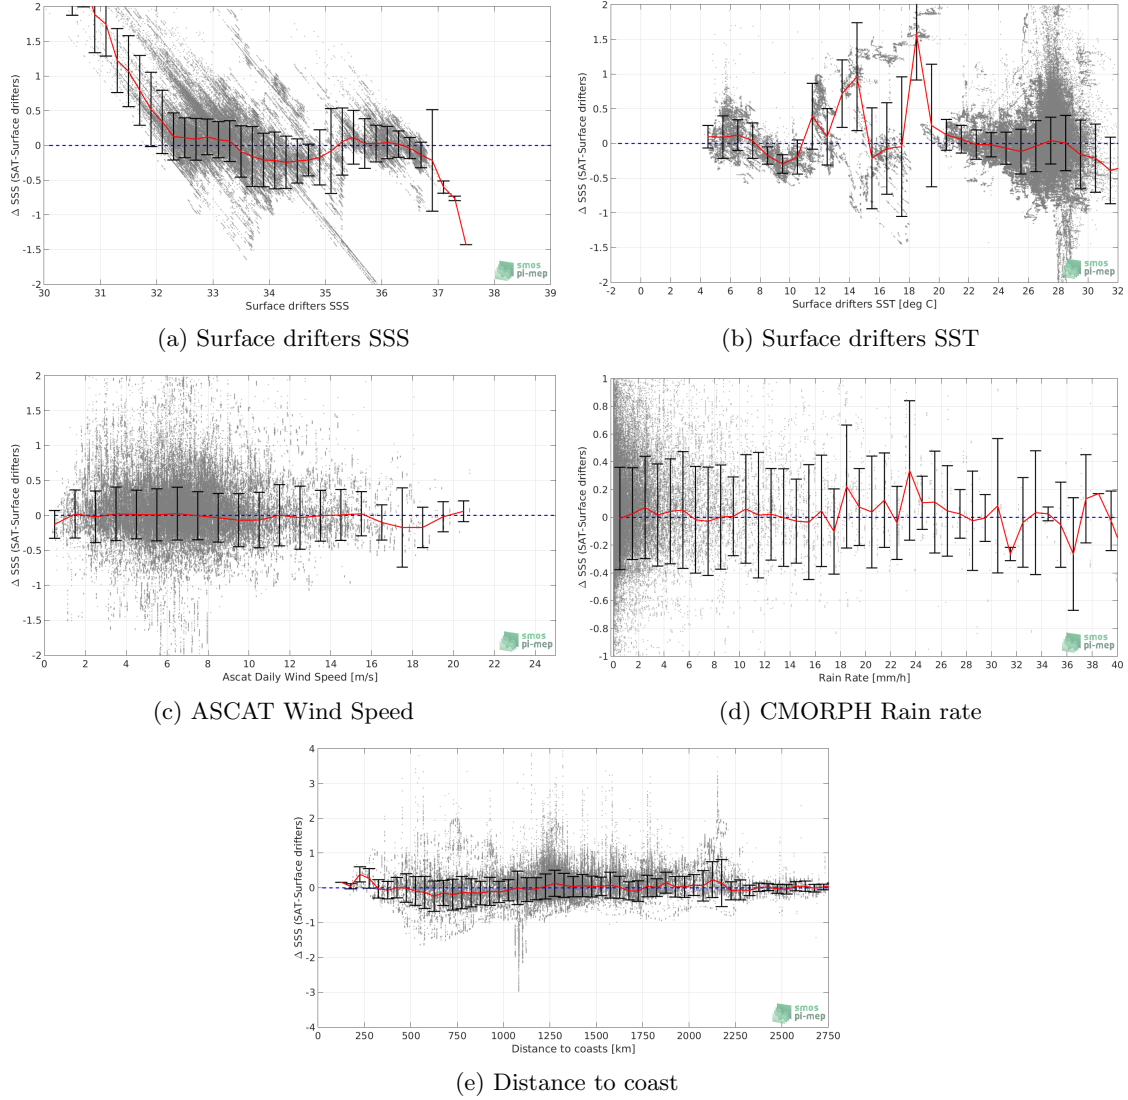 2
1.5
1
0.5
0
-0.5
-1
-1.5
-2
Δ SSS (SAT-Surface drifters)
30 31 32 33 34 35 36 37 38 39
Surface drifters SSS
smos
pi-mep
(a) Surface drifters SSS
2
1.5
1
0.5
0
-0.5
-1
-1.5
-2
Δ SSS (SAT-Surface drifters)
-2 0 2 4 6 8 10 12 14 16 18 20 22 24 26 28 30 32
Surface drifters SST [deg C]
smos
pi-mep
(b) Surface drifters SST
2
1.5
1
0.5
0
-0.5
-1
-1.5
-2
Δ SSS (SAT-Surface drifters)
0 2 4 6 8 10 12 14 16 18 20 22 24
Ascat Daily Wind Speed [m/s]
smos
pi-mep
(c) ASCAT Wind Speed
1
0.8
0.6
0.4
0.2
0
-0.2
-0.4
-0.6
-0.8
-1
Δ SSS (SAT-Surface drifters)
0 2 4 6 8 10 12 14 16 18 20 22 24 26 28 30 32 34 36 38 40
Rain Rate [mm/h]
smos
pi-mep
(d) CMORPH Rain rate
4
3
2
1
0
-1
-2
-3
-4
Δ SSS (SAT-Surface drifters)
0 250 500 750 1000 1250 1500 1750 2000 2250 2500 2750
Distance to coasts [km]
smos
pi-mep
(e) Distance to coast